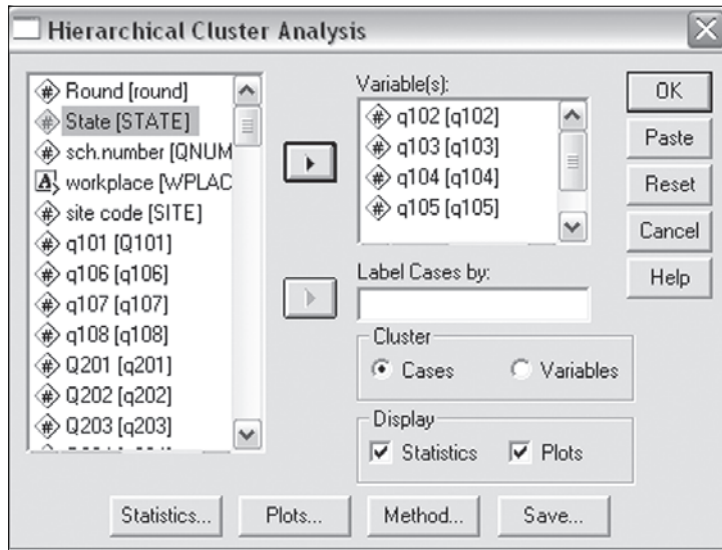 Hierarchical Cluster Analysis
Round [round]
State [STATE]
sch.number [QNUM
workplace [WPLAC
site code [SITE]
q101 [Q101]
q106 [q106]
q107 [q107]
q108 [q108]
Q201 [q201]
Q202 [q202]
Q203 [q203]
Variable(s):
q102 [q102]
q103 [q103]
q104 [q104]
q105 [q105]
Label Cases by:
Cluster
Cases
Variables
Display
Statistics
Plots
OK
Paste
Reset
Cancel
Help
Statistics...
Plots...
Method...
Save...